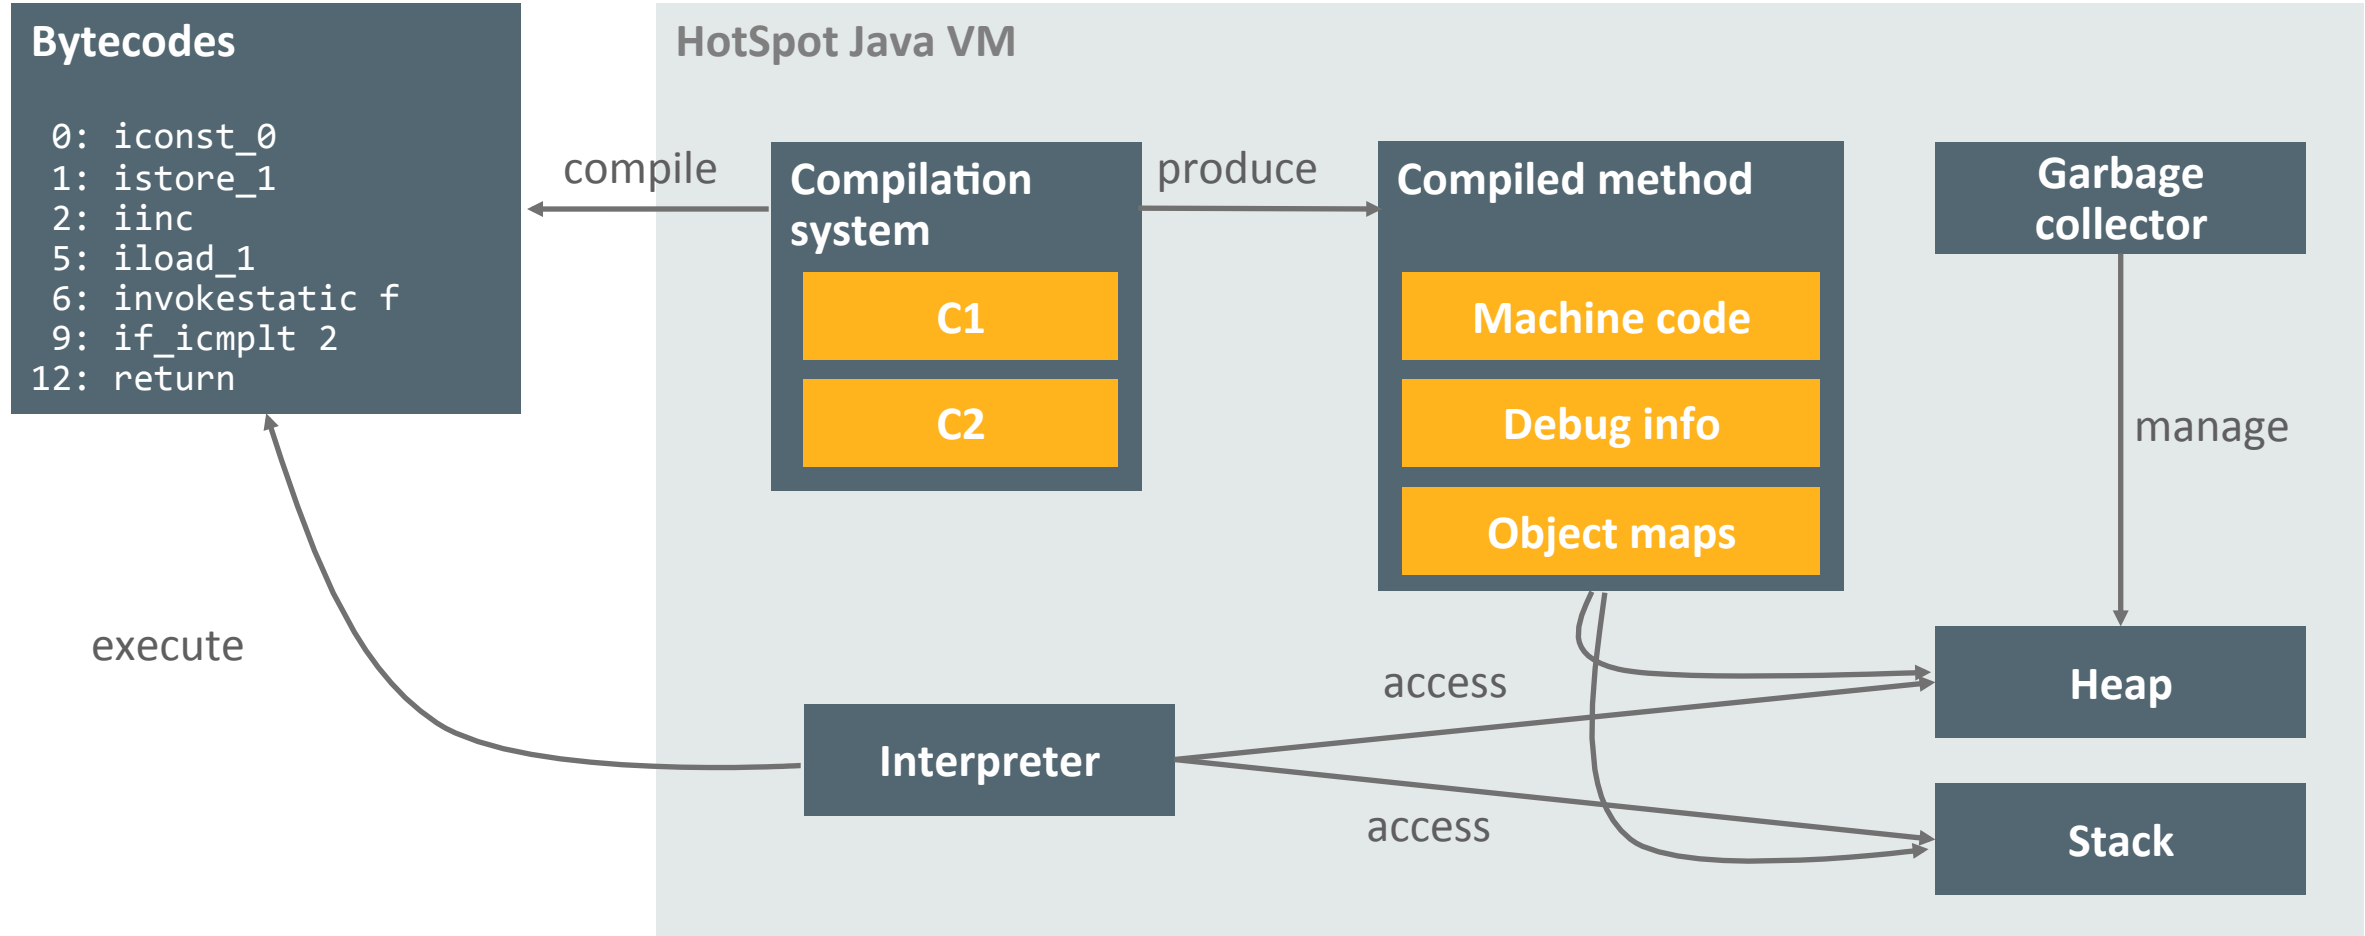 Bytecodes
0: iconst_0
1: istore_1
2: iinc
5: iload_1
6: invokestatic f
9: if_icmplt 2
12: return
HotSpot Java VM
compile
Compilation
system
C1
C2
produce
Compiled method
Machine code
Debug info
Object maps
Garbage
collector
manage
execute
Interpreter
access
access
Heap
Stack